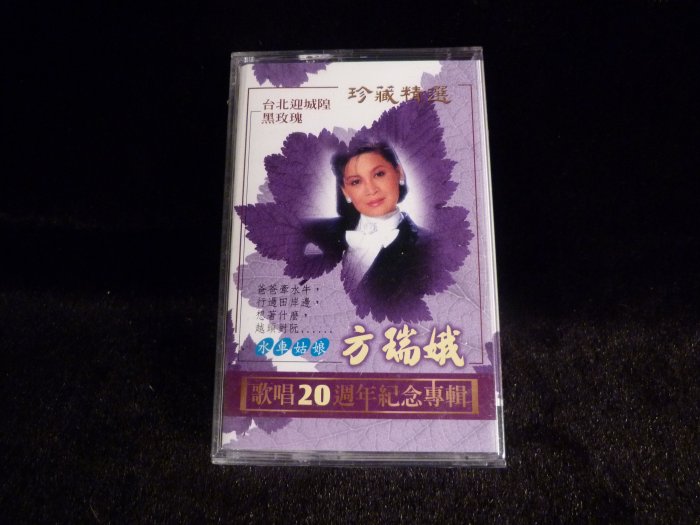 珍藏精選
台北迎城隍
黑玫瑰
爸爸牽水牛，
行過田岸邊，
想著什麼，
越頭對阮......
水車姑娘
方瑞娥
歌唱20週年紀念專輯